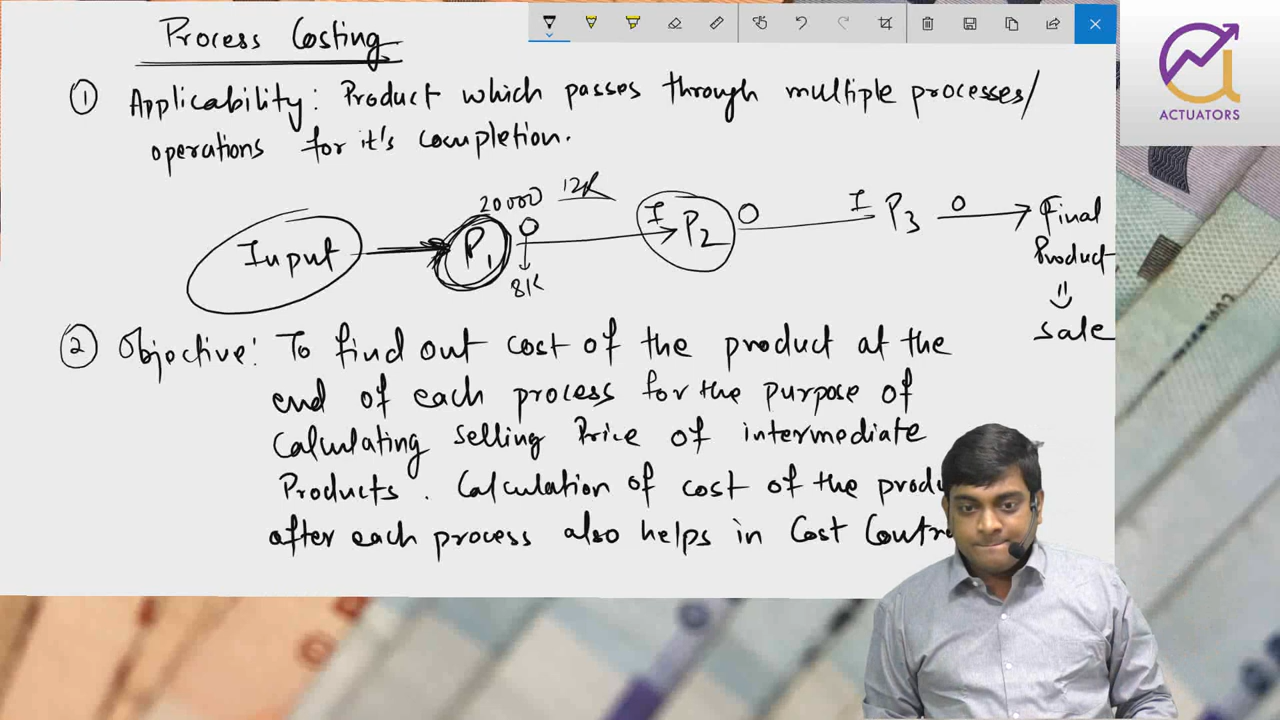 Process Costing
ACTUATORS
① Applicability: Product which passes through multiple processes/
operations for it's completion.
20000 12K
Input P1 O I P2 O I P3 O Final
8K Product
sale
② Objective: To find out cost of the product at the
end of each process for the purpose of
Calculating Selling Price of intermediate
Products. Calculation of cost of the produ
after each process also helps in Cost Contr